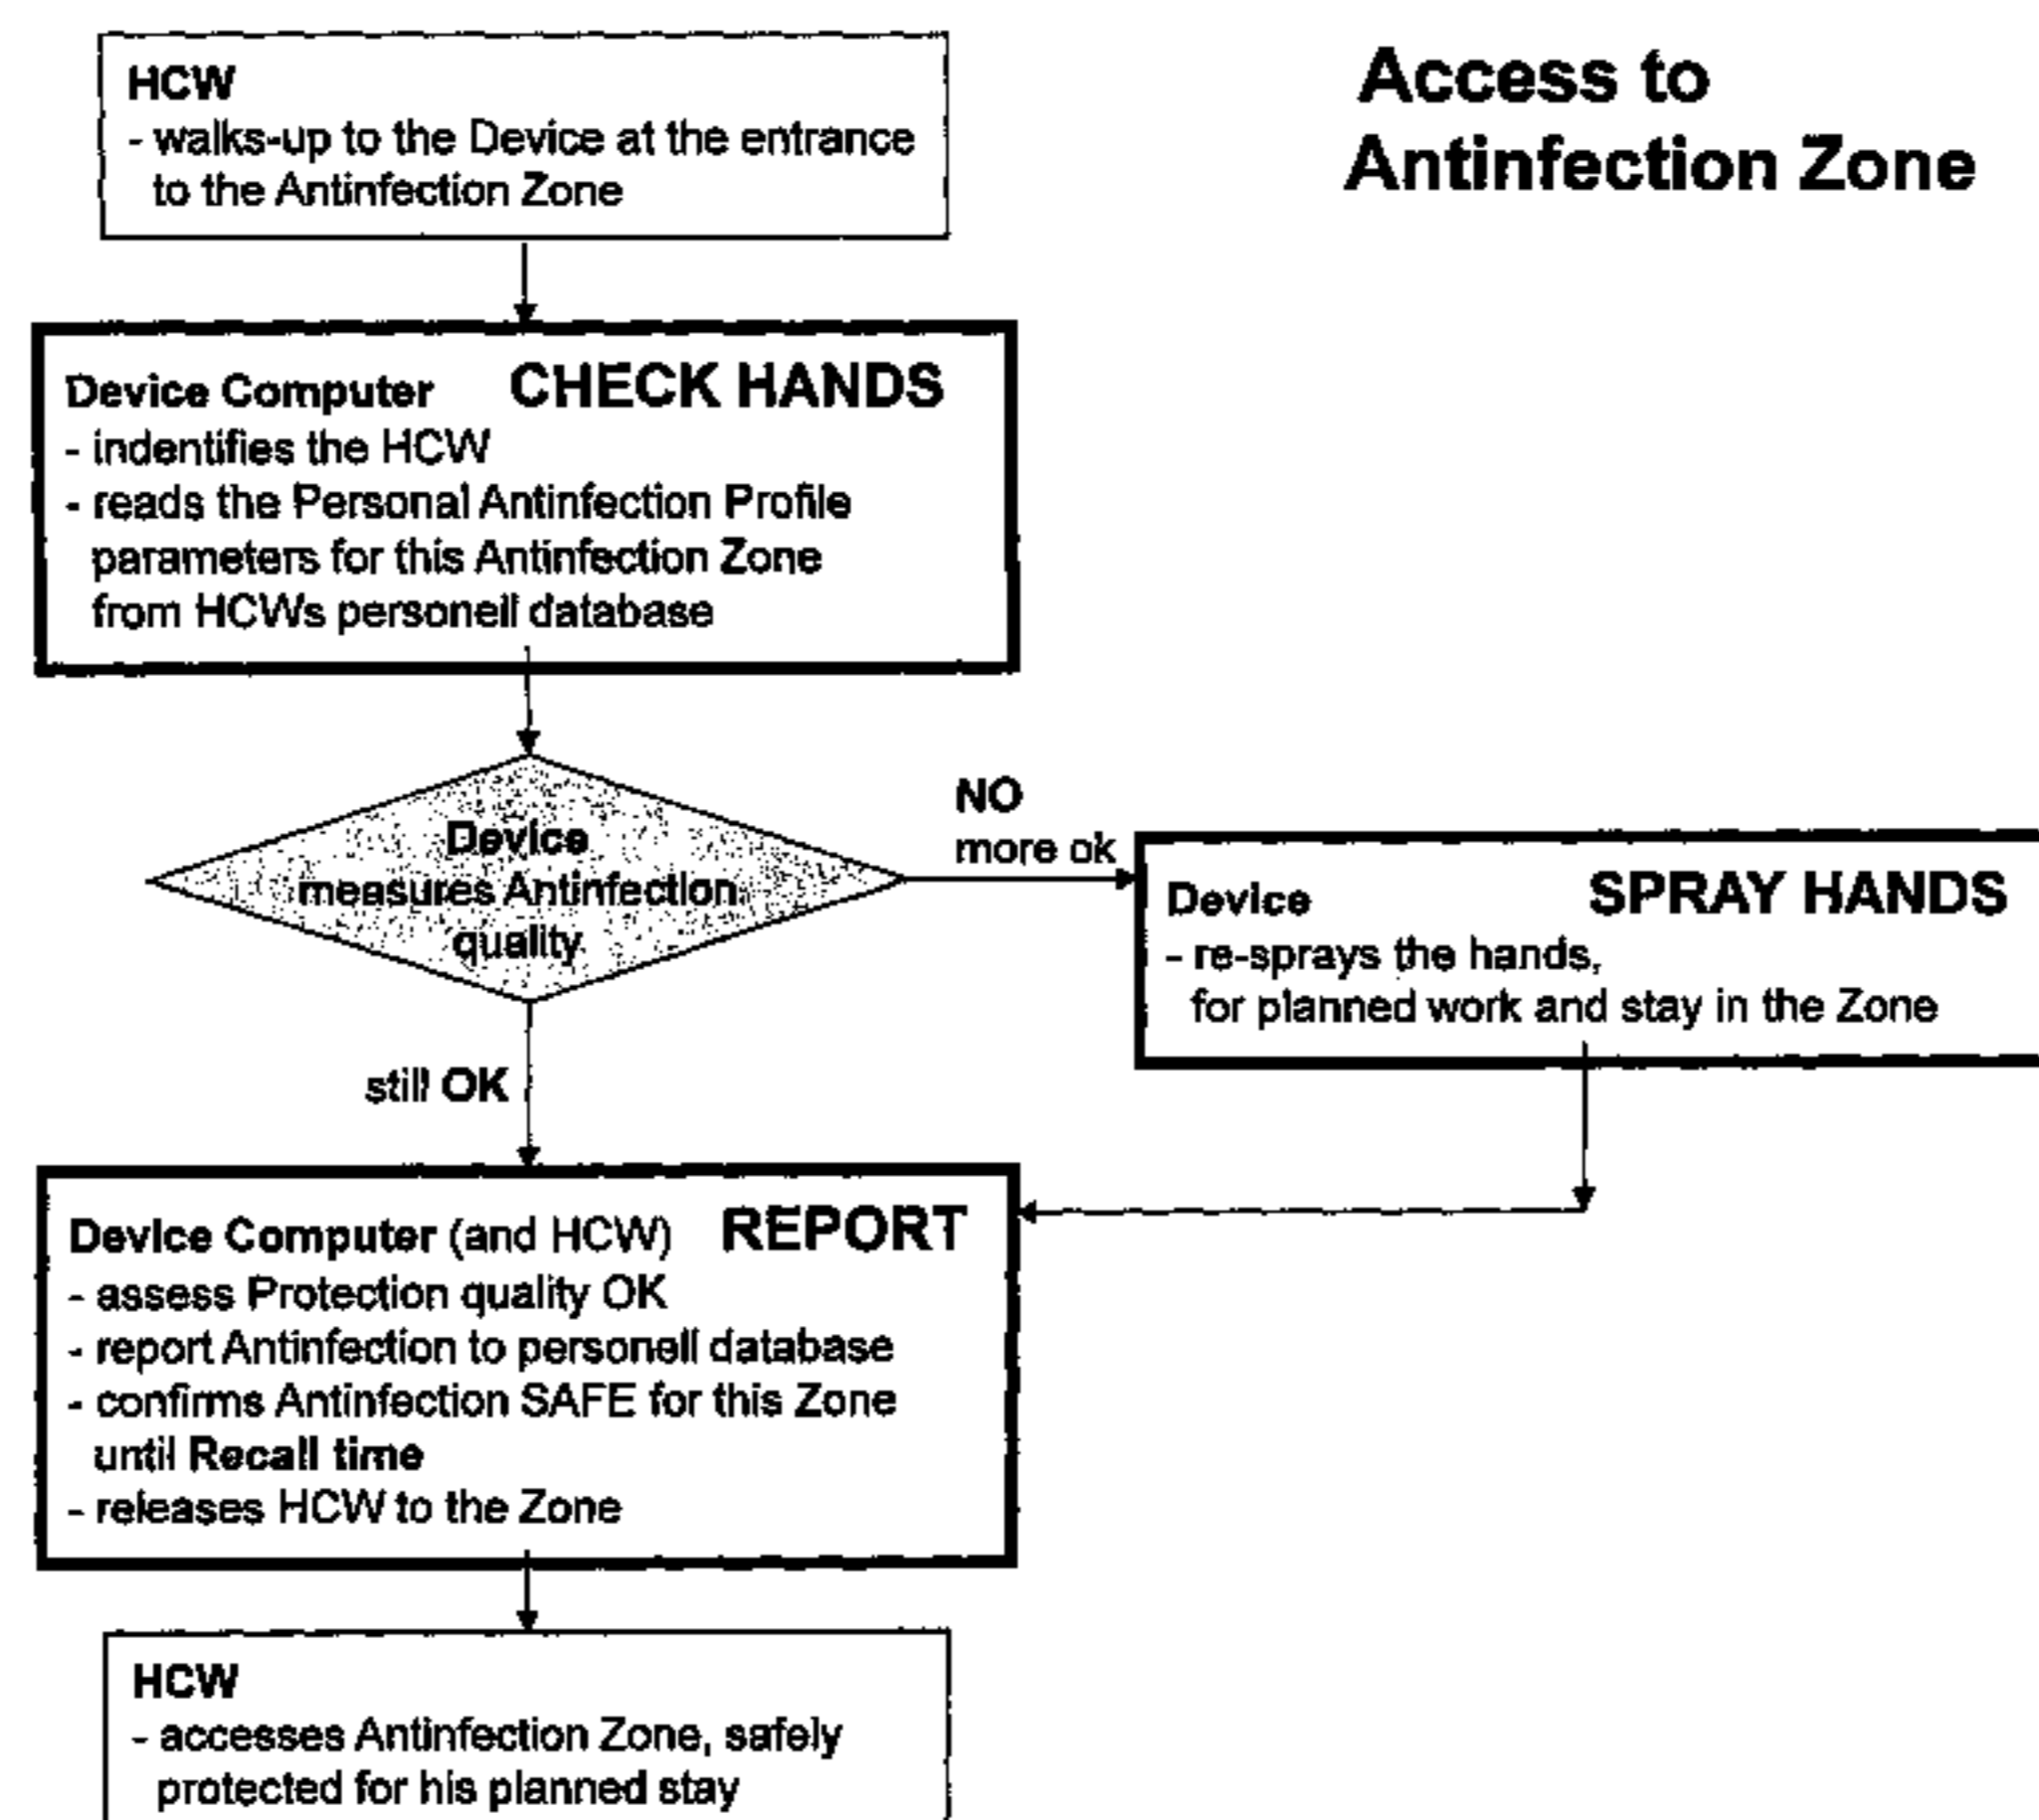 Access to
Antinfection Zone
HCW
- walks-up to the Device at the entrance
to the Antinfection Zone
Device Computer CHECK HANDS
- indentifies the HCW
- reads the Personal Antinfection Profile
parameters for this Antinfection Zone
from HCWs personell database
Device
measures Antinfection
quality
NO
more ok
Device SPRAY HANDS
- re-sprays the hands,
for planned work and stay in the Zone
still OK
Device Computer (and HCW) REPORT
- assess Protection quality OK
- report Antinfection to personell database
- confirms Antinfection SAFE for this Zone
until Recall time
- releases HCW to the Zone
HCW
- accesses Antinfection Zone, safely
protected for his planned stay